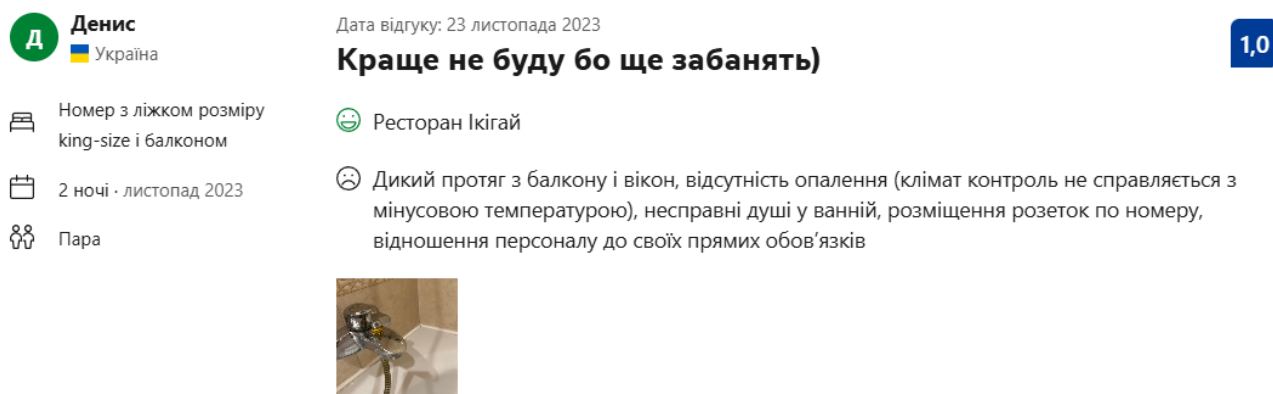 Д
Денис
Україна
Номер з ліжком розміру
king-size і балконом
2 ночі · листопад 2023
Пара
Дата відгуку: 23 листопада 2023
Краще не буду бо ще забанять)
1,0
Ресторан Ікігай
Дикий протяг з балкону і вікон, відсутність опалення (клімат контроль не справляється з
мінусовою температурою), несправні душі у ванній, розміщення розеток по номеру,
відношення персоналу до своїх прямих обов’язків